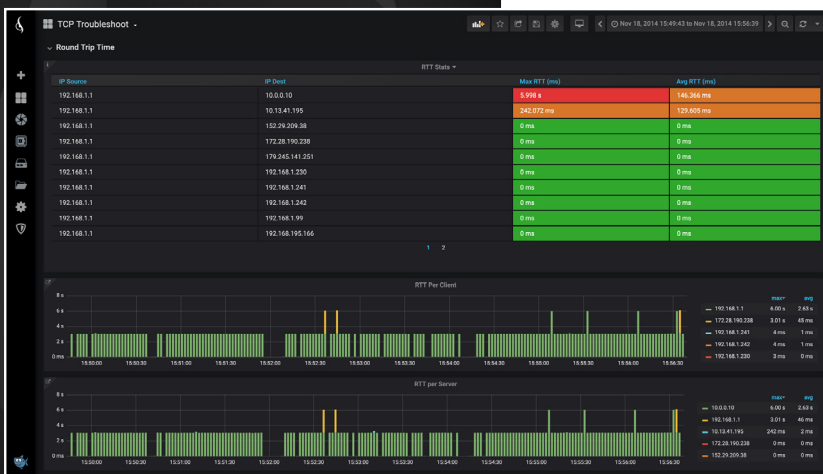 TCP Troubleshoot
Nov 18, 2014 15:49:43 to Nov 18, 2014 15:56:39
Round Trip Time
RTT Stats
IP Source IP Dest Max RTT (ms) Avg RTT (ms)
192.168.1.1 10.0.0.10 5.998 s 146.366 ms
192.168.1.1 10.13.41.195 242.072 ms 129.605 ms
192.168.1.1 152.29.209.38 0 ms 0 ms
192.168.1.1 172.28.190.238 0 ms 0 ms
192.168.1.1 179.245.141.251 0 ms 0 ms
192.168.1.1 192.168.1.230 0 ms 0 ms
192.168.1.1 192.168.1.241 0 ms 0 ms
192.168.1.1 192.168.1.242 0 ms 0 ms
192.168.1.1 192.168.1.99 0 ms 0 ms
192.168.1.1 192.168.195.166 0 ms 0 ms
1 2
RTT Per Client
8 s
6 s
4 s
2 s
0 ms
15:50:00 15:50:30 15:51:00 15:51:30 15:52:00 15:52:30 15:53:00 15:53:30 15:54:00 15:54:30 15:55:00 15:55:30 15:56:00 15:56:30
max avg
192.168.1.1 6.00 s 2.63 s
172.28.190.238 3.01 s 45 ms
192.168.1.241 4 ms 1 ms
192.168.1.242 4 ms 1 ms
192.168.1.230 3 ms 0 ms
RTT per Server
8 s
6 s
4 s
2 s
0 ms
15:50:00 15:50:30 15:51:00 15:51:30 15:52:00 15:52:30 15:53:00 15:53:30 15:54:00 15:54:30 15:55:00 15:55:30 15:56:00 15:56:30
max avg
10.0.0.10 6.00 s 2.63 s
192.168.1.1 3.01 s 46 ms
10.13.41.195 242 ms 2 ms
172.28.190.238 0 ms 0 ms
152.29.209.38 0 ms 0 ms